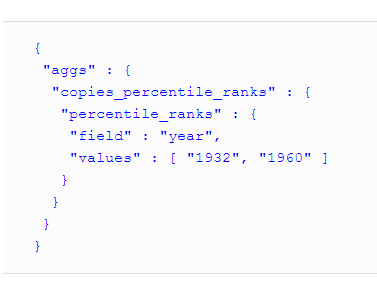 {
"aggs" : {
"copies_percentile_ranks" : {
"percentile_ranks" : {
"field" : "year",
"values" : [ "1932", "1960" ]
}
}
}
}